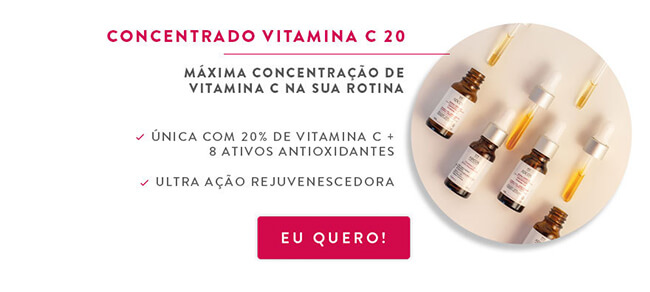 CONCENTRADO VITAMINA C 20
MÁXIMA CONCENTRAÇÃO DE
VITAMINA C NA SUA ROTINA
ÚNICA COM 20% DE VITAMINA C +
8 ATIVOS ANTIOXIDANTES
ULTRA AÇÃO REJUVENESCEDORA
EU QUERO!